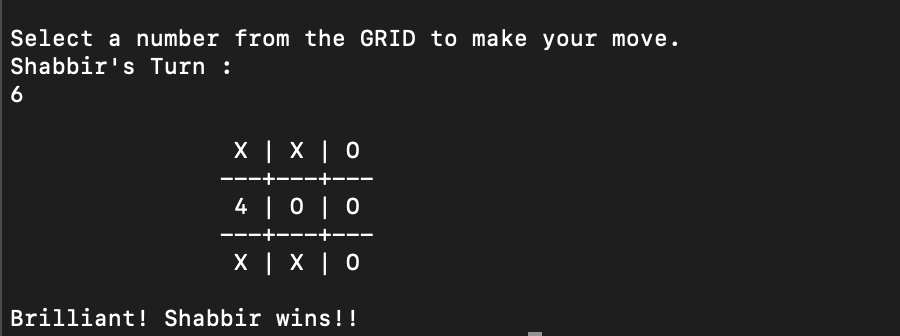 Select a number from the GRID to make your move.
Shabbir's Turn :
6
X | X | O
---+---+---
4 | O | O
---+---+---
X | X | O
Brilliant! Shabbir wins!!